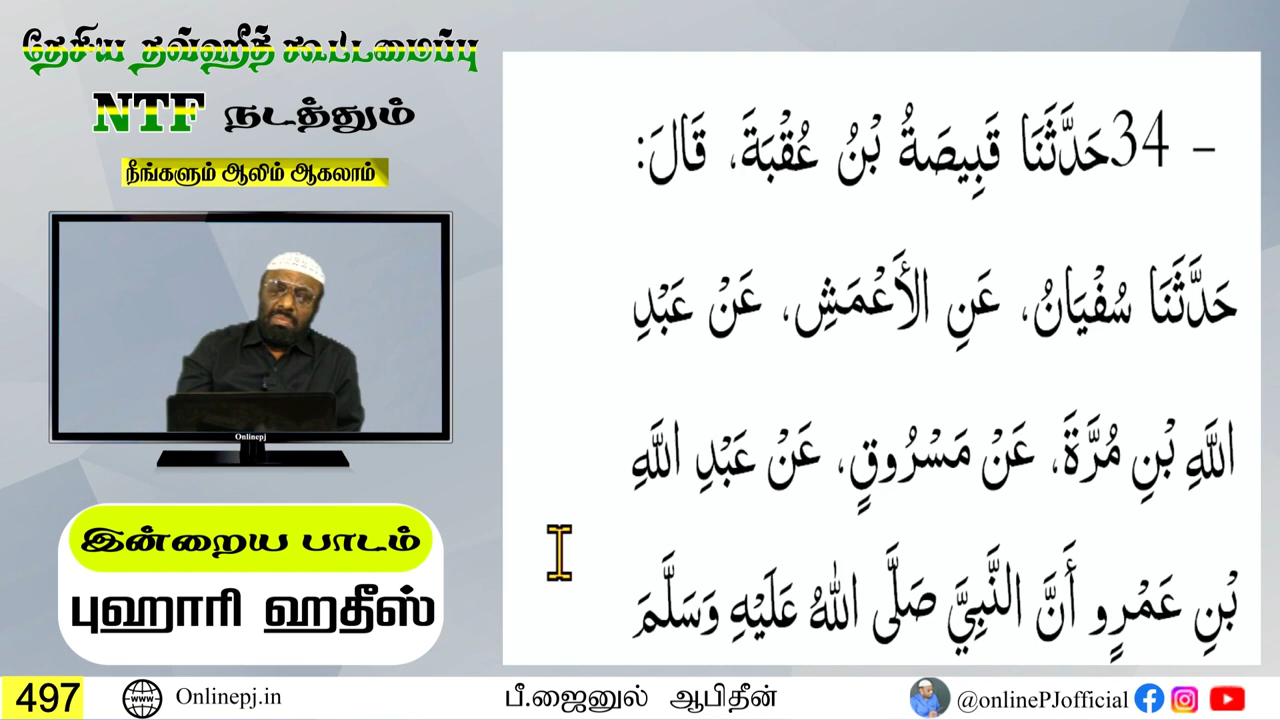 தேசிய தவ்ஹீத் கூட்டமைப்பு
NTF நடத்தும்
நீங்களும் ஆலிம் ஆகலாம்
Onlinepj
இன்றைய பாடம்
புஹாரி ஹதீஸ்
34 - حَدَّثَنَا قَبِيصَةُ بْنُ عُقْبَةَ، قَالَ:
حَدَّثَنَا سُفْيَانُ، عَنِ الأَعْمَشِ، عَنْ عَبْدِ
اللَّهِ بْنِ مُرَّةَ، عَنْ مَسْرُوقٍ، عَنْ عَبْدِ اللَّهِ
بْنِ عَمْرٍو أَنَّ النَّبِيَّ صَلَّى اللهُ عَلَيْهِ وَسَلَّمَ
497
www
Onlinepj.in
பீ.ஜைனுல் ஆபிதீன்
@onlinePJofficial